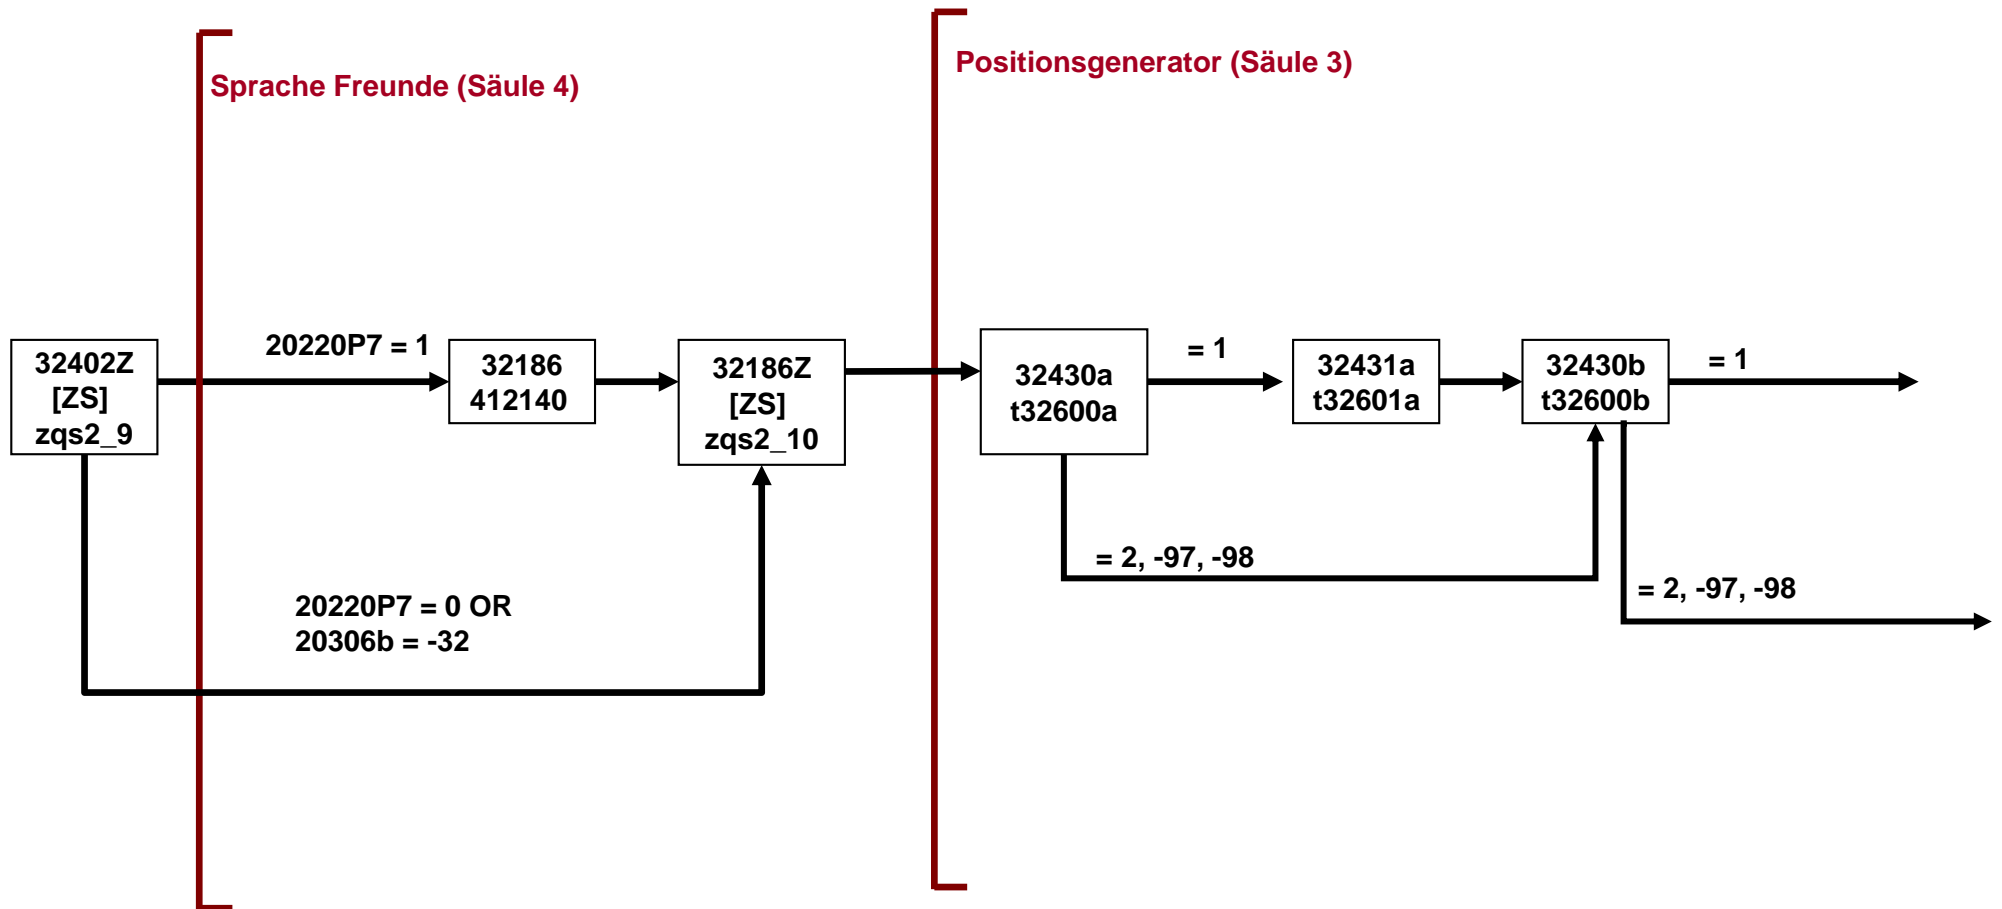 Sprache Freunde (Säule 4)
Positionsgenerator (Säule 3)
32402Z
[ZS]
zqs2_9
20220P7 = 1
32186
412140
32186Z
[ZS]
zqs2_10
32430a
t32600a
= 1
32431a
t32601a
32430b
t32600b
= 1
= 2, -97, -98
= 2, -97, -98
20220P7 = 0 OR
20306b = -32